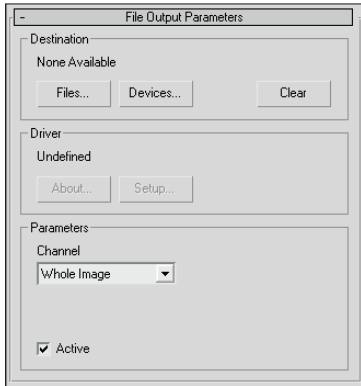 - File Output Parameters
Destination
None Available
Files... Devices... Clear
Driver
Undefined
About... Setup...
Parameters
Channel
Whole Image
Active